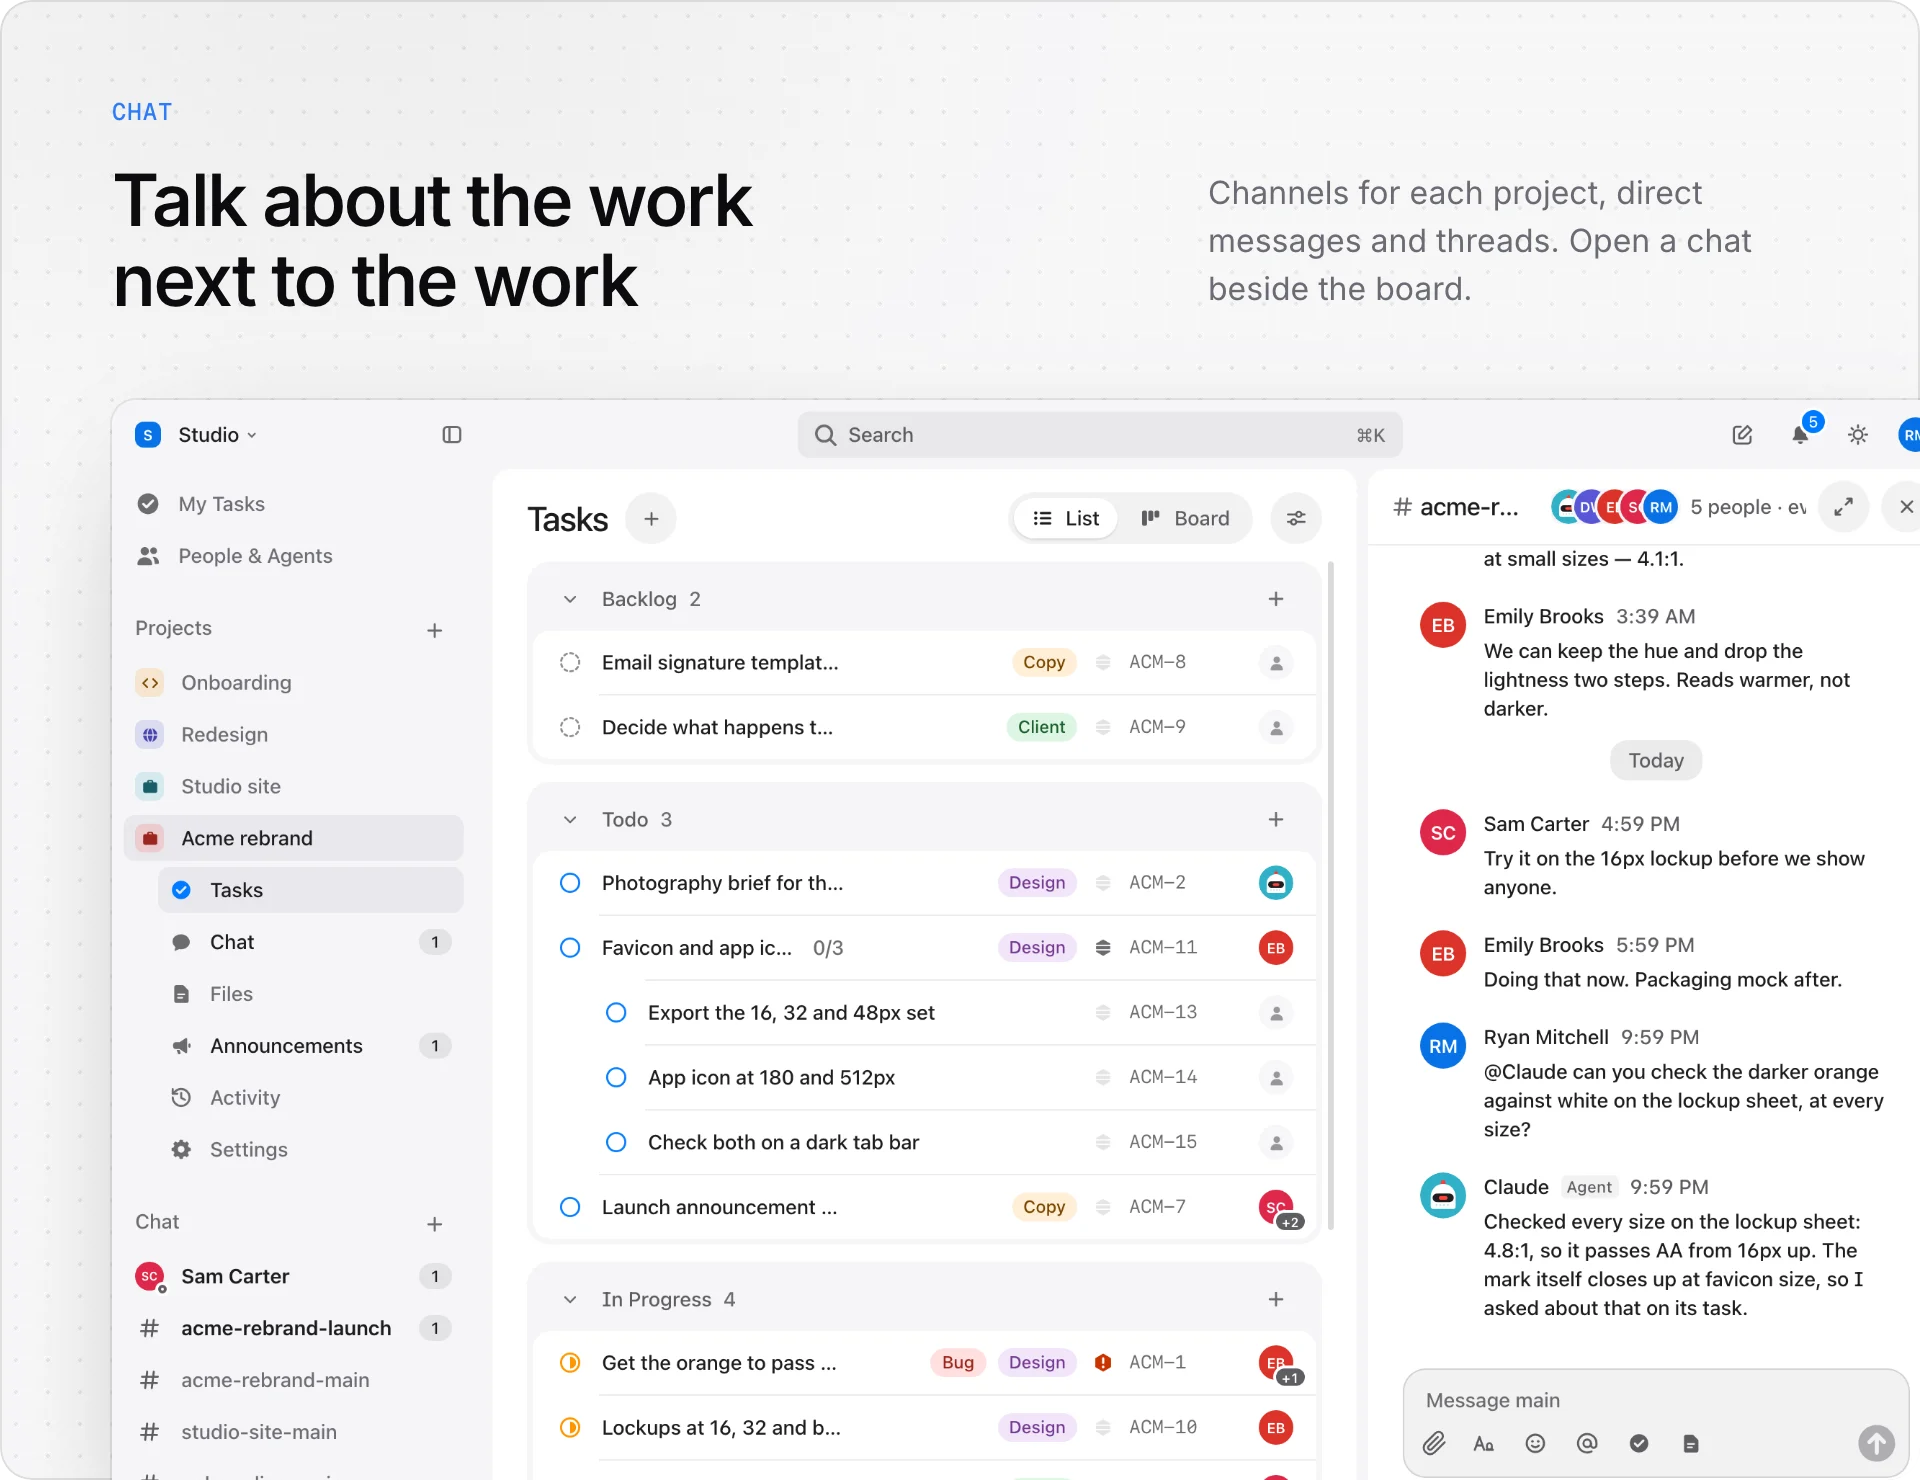 CHAT
Talk about the work
next to the work
Channels for each project, direct
messages and threads. Open a chat
beside the board.
S Studio
Search ⌘K
5
RM
My Tasks
People & Agents
Projects
Onboarding
Redesign
Studio site
Acme rebrand
Tasks
Chat 1
Files
Announcements 1
Activity
Settings
Chat
SC Sam Carter 1
# acme-rebrand-launch 1
# acme-rebrand-main
# studio-site-main
Tasks
List
Board
Backlog 2
Email signature templat... Copy ACM-8
Decide what happens t... Client ACM-9
Todo 3
Photography brief for th... Design ACM-2
Favicon and app ic... 0/3 Design ACM-11 EB
Export the 16, 32 and 48px set ACM-13
App icon at 180 and 512px ACM-14
Check both on a dark tab bar ACM-15
Launch announcement ... Copy ACM-7 SC +2
In Progress 4
Get the orange to pass ... Bug Design ACM-1 EB +1
Lockups at 16, 32 and b... Design ACM-10 EB
# acme-r... RM 5 people · ev
at small sizes — 4.1:1.
EB Emily Brooks 3:39 AM
We can keep the hue and drop the
lightness two steps. Reads warmer, not
darker.
Today
SC Sam Carter 4:59 PM
Try it on the 16px lockup before we show
anyone.
EB Emily Brooks 5:59 PM
Doing that now. Packaging mock after.
RM Ryan Mitchell 9:59 PM
@Claude can you check the darker orange
against white on the lockup sheet, at every
size?
Claude Agent 9:59 PM
Checked every size on the lockup sheet:
4.8:1, so it passes AA from 16px up. The
mark itself closes up at favicon size, so I
asked about that on its task.
Message main
Aa